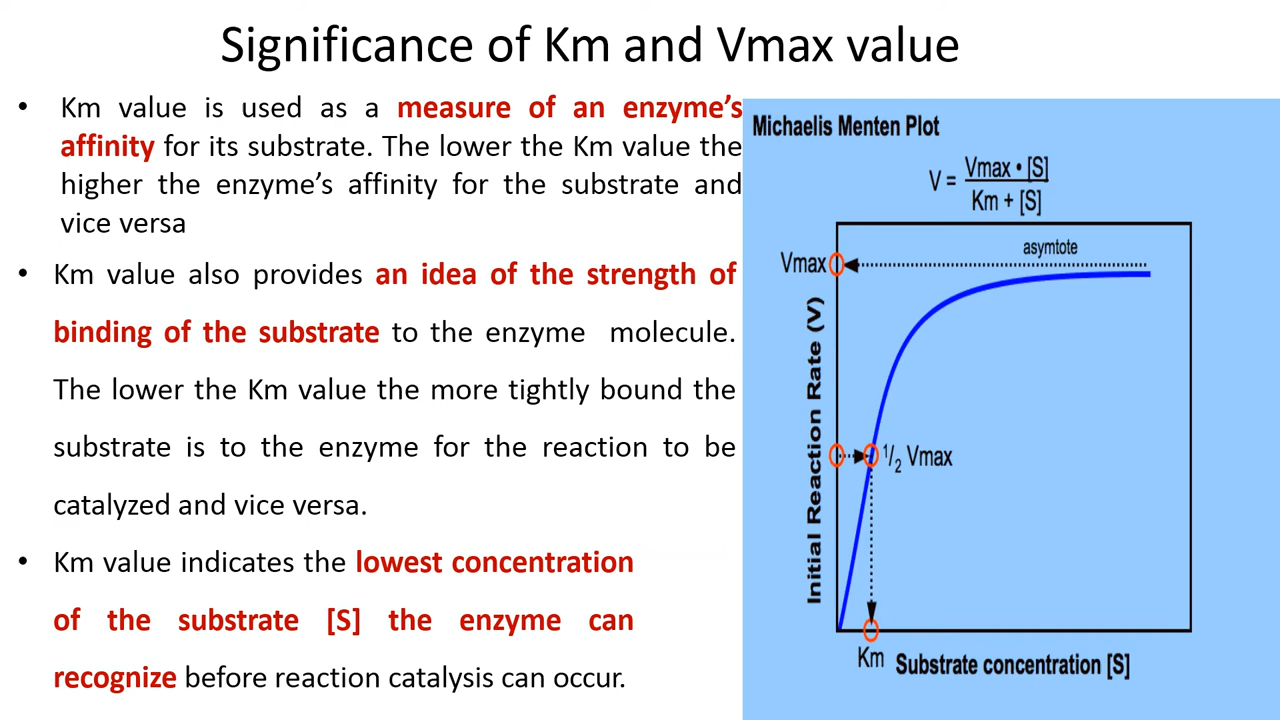 Significance of Km and Vmax value
• Km value is used as a measure of an enzyme’s
affinity for its substrate. The lower the Km value the
higher the enzyme’s affinity for the substrate and
vice versa
• Km value also provides an idea of the strength of
binding of the substrate to the enzyme molecule.
The lower the Km value the more tightly bound the
substrate is to the enzyme for the reaction to be
catalyzed and vice versa.
• Km value indicates the lowest concentration
of the substrate [S] the enzyme can
recognize before reaction catalysis can occur.
Michaelis Menten Plot
V = Vmax • [S]
Km + [S]
asymtote
Vmax
Initial Reaction Rate (V)
1/2 Vmax
Km
Substrate concentration [S]